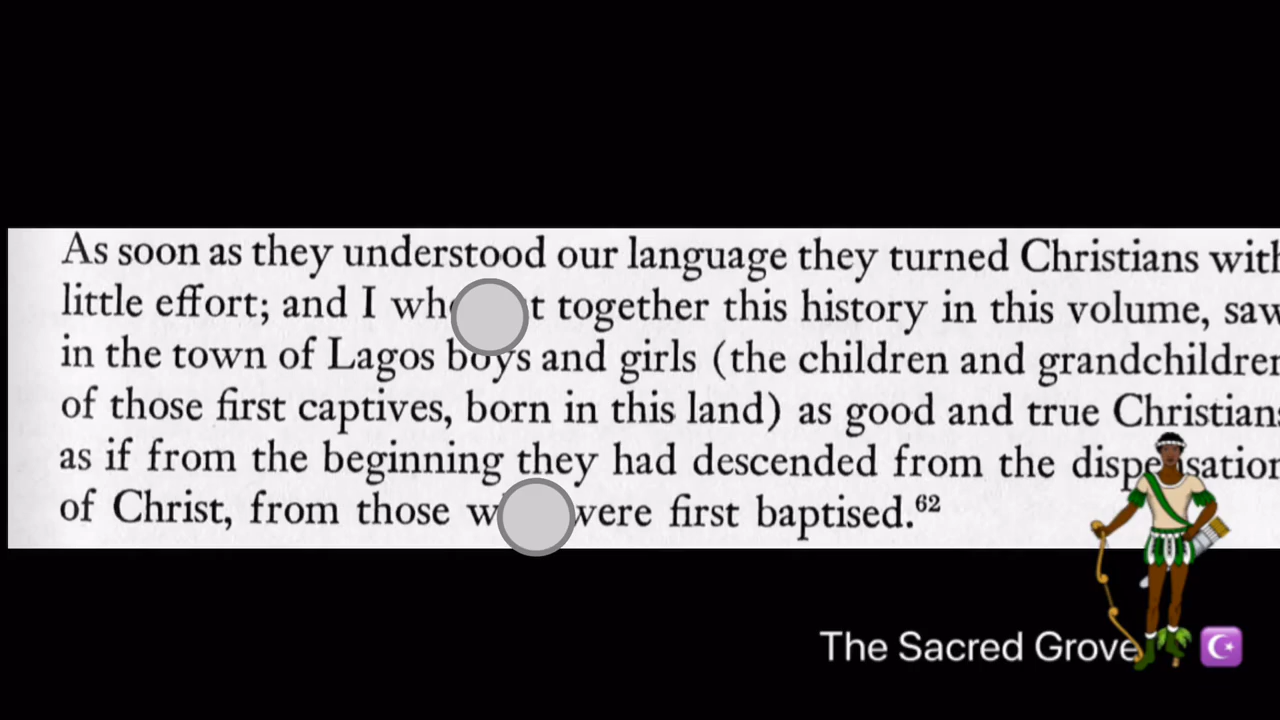 As soon as they understood our language they turned Christians with
little effort; and I together this history in this volume, saw
in the town of Lagos boys and girls (the children and grandchildren
of those first captives, born in this land) as good and true Christians
as if from the beginning they had descended from the dispensation
of Christ, from those were first baptised.⁶²
The Sacred Grove